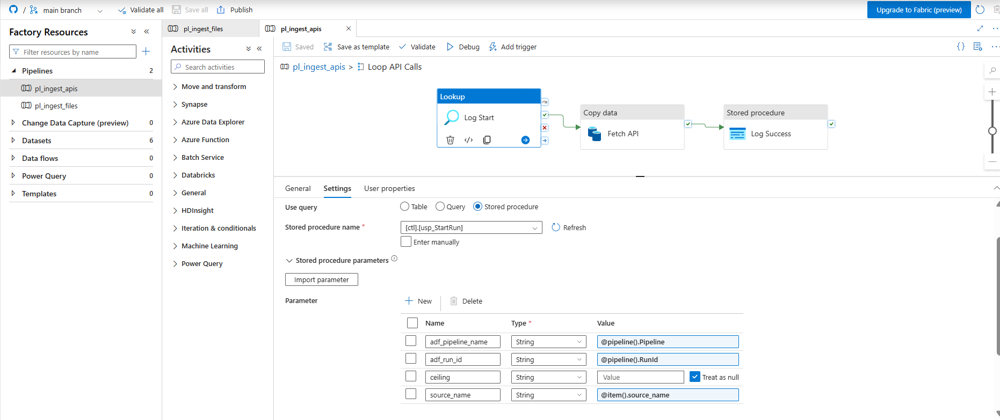 / main branch Validate all Save all Publish Upgrade to Fabric (preview)
Factory Resources
Filter resources by name
Pipelines 2
pl_ingest_apis
pl_ingest_files
Change Data Capture (preview) 0
Datasets 6
Data flows 0
Power Query 0
Templates 0
pl_ingest_files pl_ingest_apis
Activities
Search activities
Move and transform
Synapse
Azure Data Explorer
Azure Function
Batch Service
Databricks
General
HDInsight
Iteration & conditionals
Machine Learning
Power Query
Saved Save as template Validate Debug Add trigger {}
pl_ingest_apis > Loop API Calls
Lookup
Log Start
</>
Copy data
Fetch API
Stored procedure
Log Success
General Settings User properties
Use query Table Query Stored procedure
Stored procedure name * [ctl].[usp_StartRun] Refresh
Enter manually
Stored procedure parameters
Import parameter
Parameter New Delete
Name Type * Value
adf_pipeline_name String @pipeline().Pipeline
adf_run_id String @pipeline().RunId
ceiling String Value Treat as null
source_name String @item().source_name